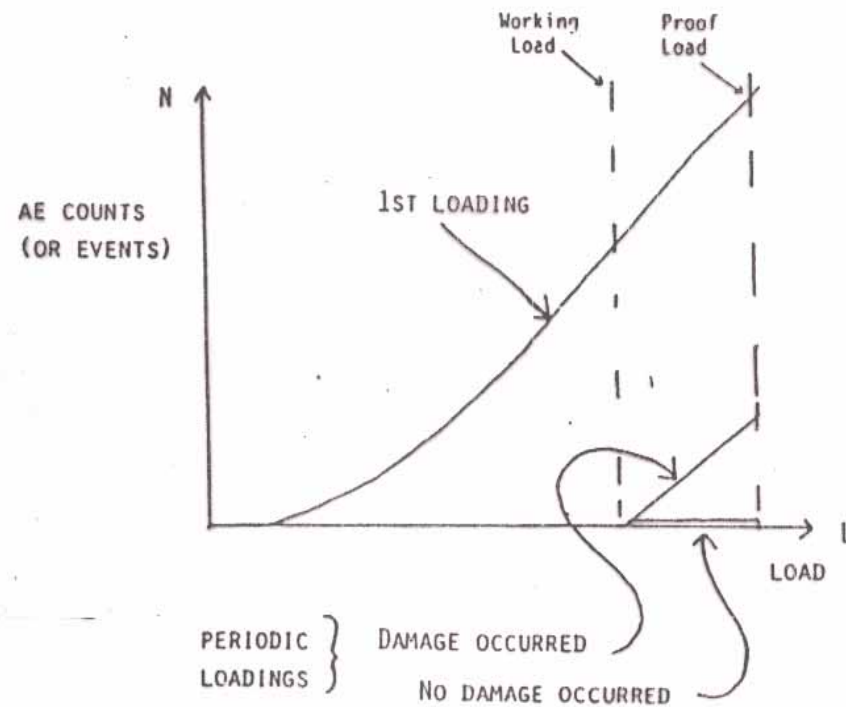 Working
Load
Proof
Load
N
AE COUNTS
(OR EVENTS)
1ST LOADING
L
LOAD
PERIODIC
LOADINGS
DAMAGE OCCURRED
NO DAMAGE OCCURRED